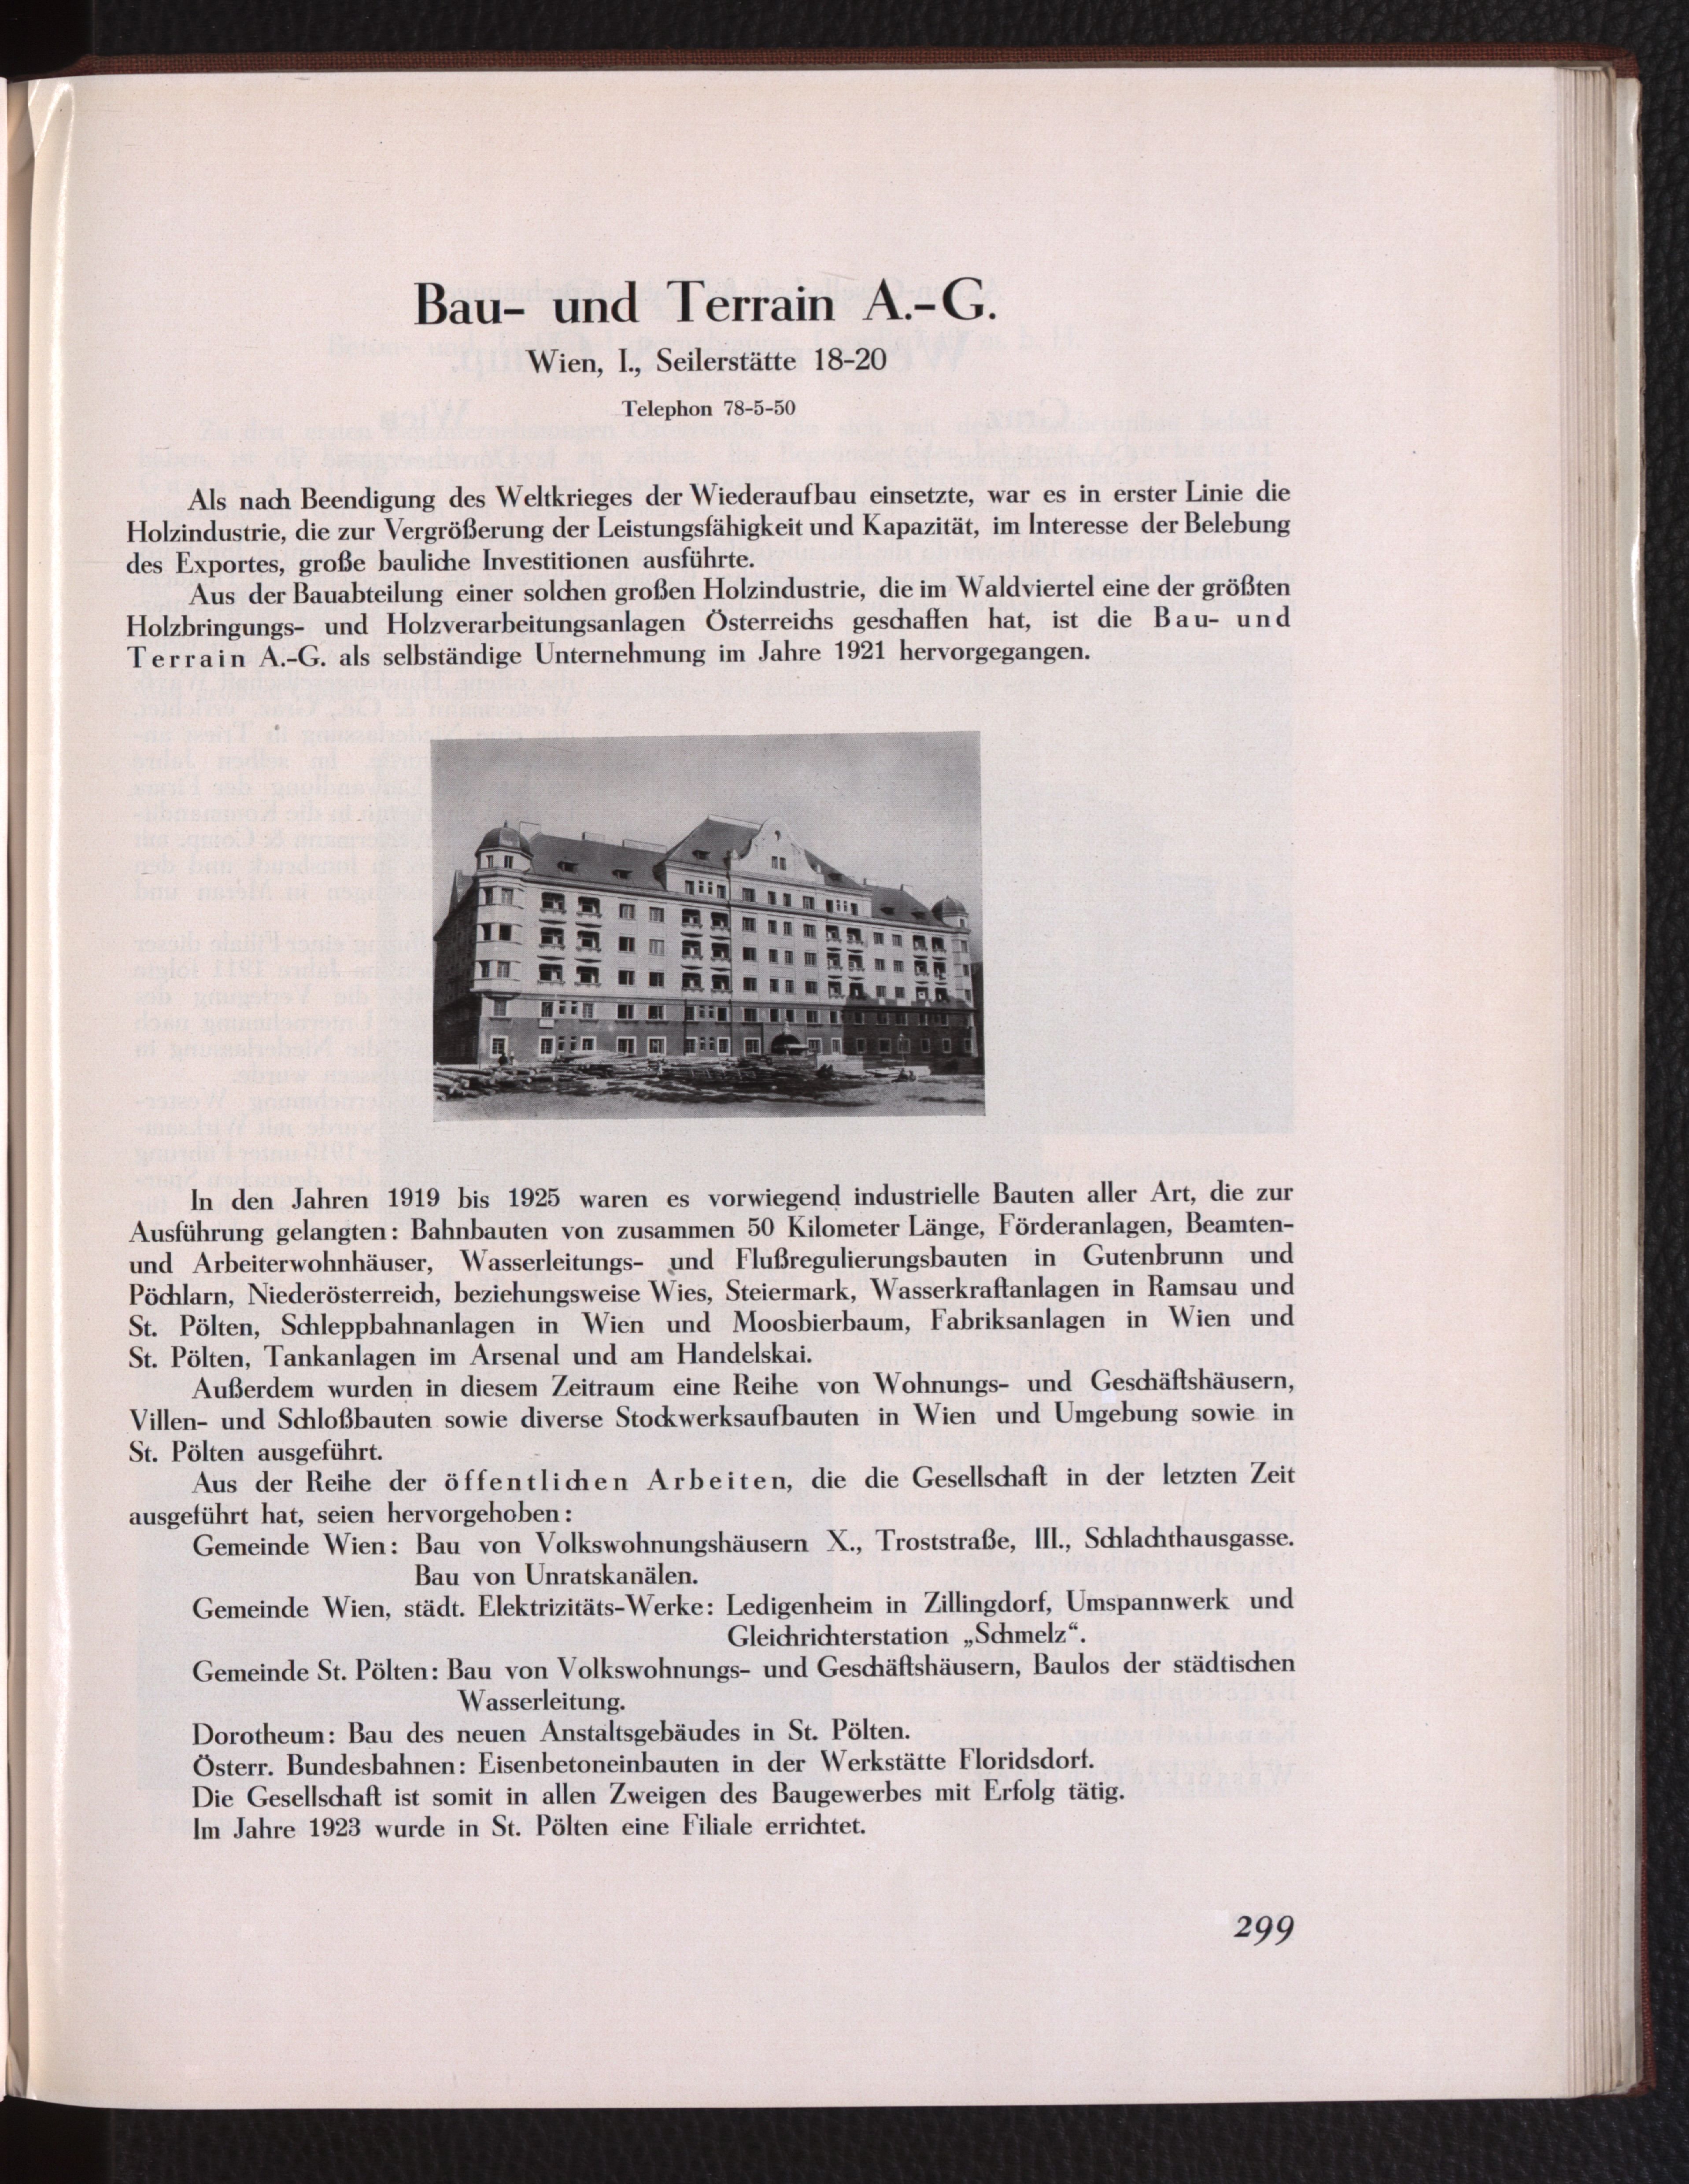 Bau- und Terrain A.-G.
Wien, I., Seilerstätte 18-20
Telephon 78-5-50
Als nach Beendigung des Weltkrieges der Wiederaufbau einsetzte, war es in erster Linie die
Holzindustrie, die zur Vergrößerung der Leistungsfähigkeit und Kapazität, im Interesse der Belebung
des Exportes, große bauliche Investitionen ausführte.
Aus der Bauabteilung einer solchen großen Holzindustrie, die im Waldviertel eine der größten
Holzbringungs- und Holzverarbeitungsanlagen Österreichs geschaffen hat, ist die Bau- und
Terrain A.-G. als selbständige Unternehmung im Jahre 1921 hervorgegangen.
In den Jahren 1919 bis 1925 waren es vorwiegend industrielle Bauten aller Art, die zur
Ausführung gelangten: Bahnbauten von zusammen 50 Kilometer Länge, Förderanlagen, Beamten-
und Arbeiterwohnhäuser, Wasserleitungs- und Flußregulierungsbauten in Gutenbrunn und
Pöchlarn, Niederösterreich, beziehungsweise Wies, Steiermark, Wasserkraftanlagen in Ramsau und
St. Pölten, Schleppbahnanlagen in Wien und Moosbierbaum, Fabriksanlagen in Wien und
St. Pölten, Tankanlagen im Arsenal und am Handelskai.
Außerdem wurden in diesem Zeitraum eine Reihe von Wohnungs- und Geschäftshäusern,
Villen- und Schloßbauten sowie diverse Stockwerksaufbauten in Wien und Umgebung sowie in
St. Pölten ausgeführt.
Aus der Reihe der öffentlichen Arbeiten, die die Gesellschaft in der letzten Zeit
ausgeführt hat, seien hervorgehoben:
Gemeinde Wien: Bau von Volkswohnungshäusern X., Troststraße, III., Schlachthausgasse.
Bau von Unratskanälen.
Gemeinde Wien, städt. Elektrizitäts-Werke: Ledigenheim in Zillingdorf, Umspannwerk und
Gleichrichterstation „Schmelz“.
Gemeinde St. Pölten: Bau von Volkswohnungs- und Geschäftshäusern, Baulos der städtischen
Wasserleitung.
Dorotheum: Bau des neuen Anstaltsgebäudes in St. Pölten.
Österr. Bundesbahnen: Eisenbetoneinbauten in der Werkstätte Floridsdorf.
Die Gesellschaft ist somit in allen Zweigen des Baugewerbes mit Erfolg tätig.
Im Jahre 1923 wurde in St. Pölten eine Filiale errichtet.
299